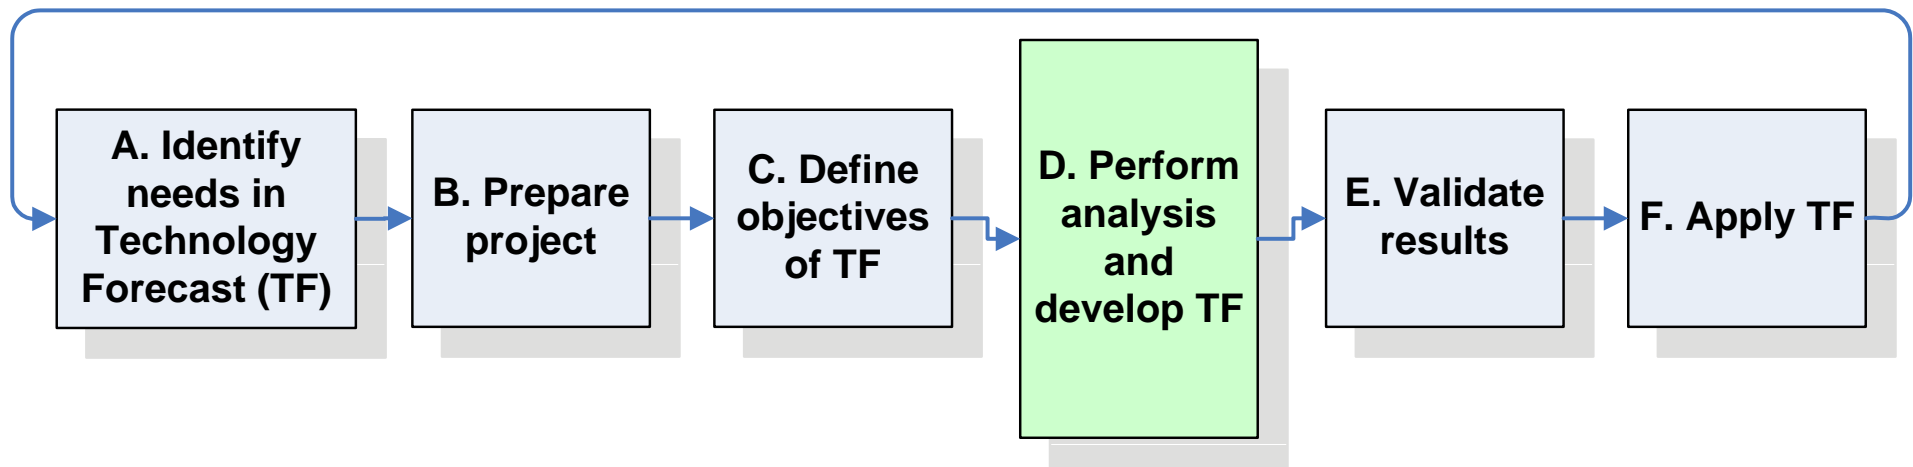 A. Identify
needs in
Technology
Forecast (TF)
B. Prepare
project
C. Define
objectives
of TF
D. Perform
analysis
and
develop TF
E. Validate
results
F. Apply TF